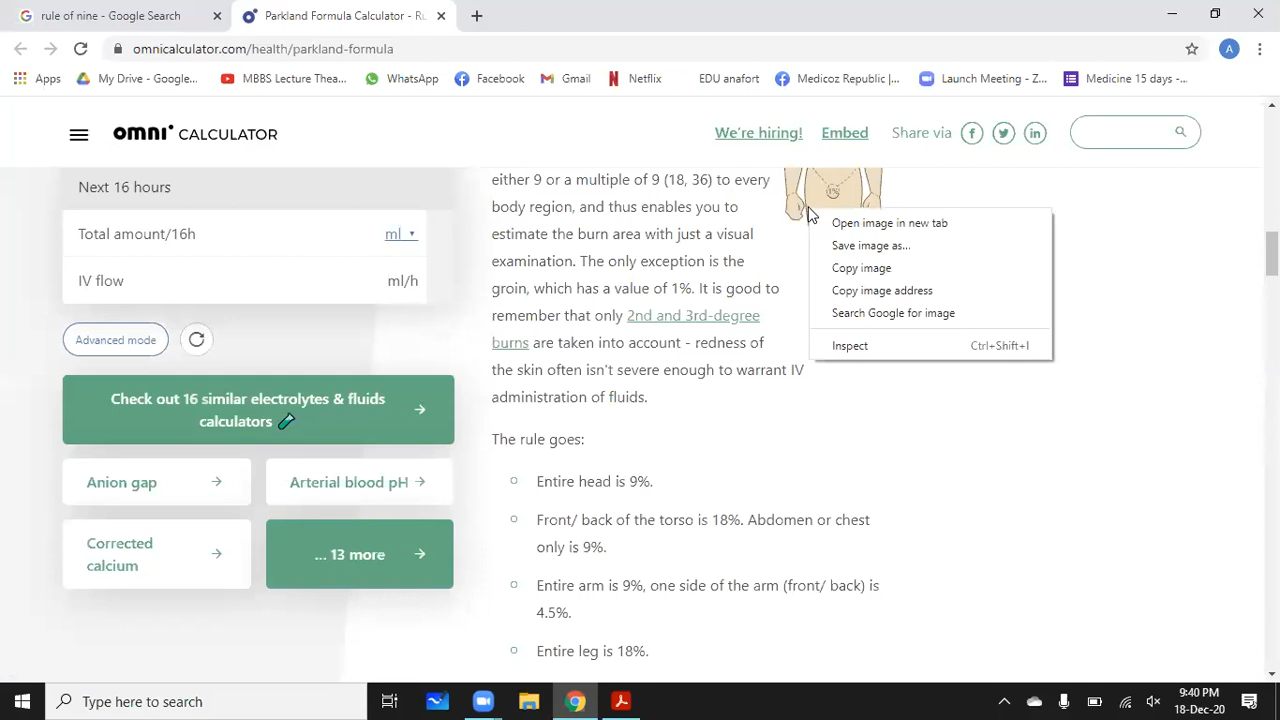 rule of nine - Google Search
Parkland Formula Calculator - Ru
omnicalculator.com/health/parkland-formula
A
Apps
My Drive - Google...
MBBS Lecture Thea...
WhatsApp
Facebook
Gmail
Netflix
EDU anafort
Medicoz Republic |...
Launch Meeting - Z...
Medicine 15 days -...
omni CALCULATOR
We're hiring!
Embed
Share via
Next 16 hours
Total amount/16h
ml
IV flow
ml/h
Advanced mode
Check out 16 similar electrolytes & fluids
calculators
Anion gap
Arterial blood pH
Corrected
calcium
... 13 more
either 9 or a multiple of 9 (18, 36) to every
body region, and thus enables you to
estimate the burn area with just a visual
examination. The only exception is the
groin, which has a value of 1%. It is good to
remember that only 2nd and 3rd-degree
burns are taken into account - redness of
the skin often isn't severe enough to warrant IV
administration of fluids.
The rule goes:
Entire head is 9%.
Front/ back of the torso is 18%. Abdomen or chest
only is 9%.
Entire arm is 9%, one side of the arm (front/ back) is
4.5%.
Entire leg is 18%.
1%
Open image in new tab
Save image as...
Copy image
Copy image address
Search Google for image
Inspect
Ctrl+Shift+I
Type here to search
9:40 PM
18-Dec-20